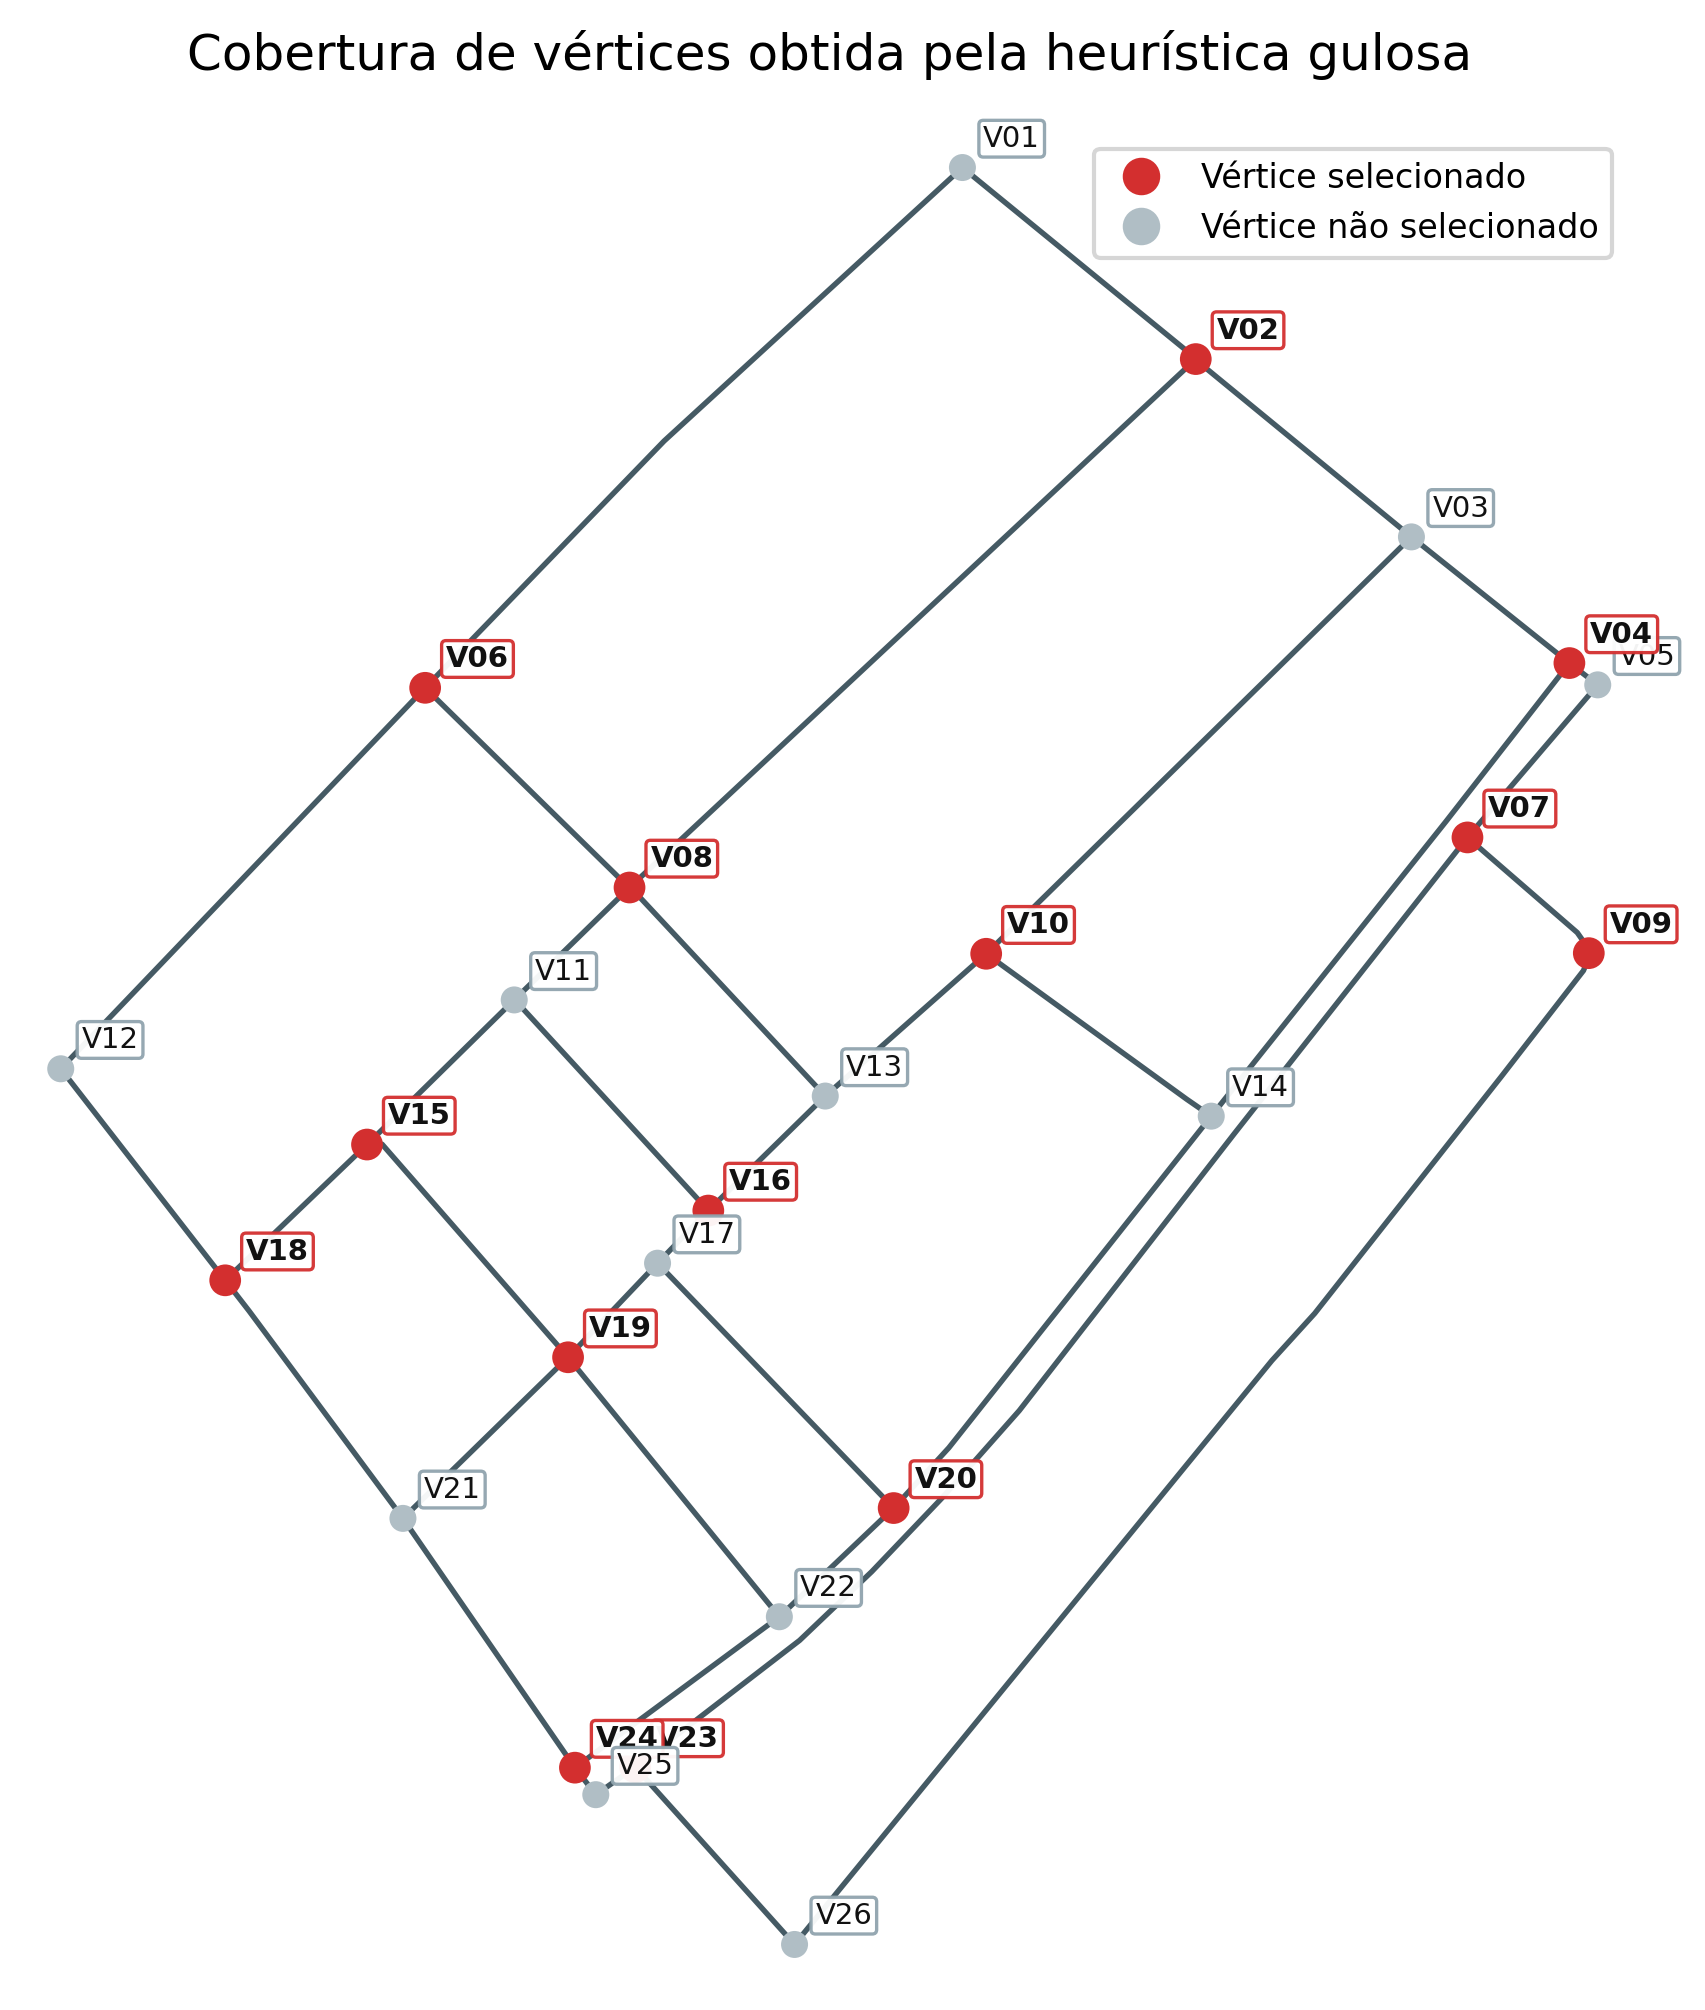 Cobertura de vértices obtida pela heurística gulosa
V01
Vértice selecionado
Vértice não selecionado
V02
V03
V04
V05
V06
V07
V08
V09
V10
V11
V12
V13
V14
V15
V16
V17
V18
V19
V20
V21
V22
V24
V23
V25
V26